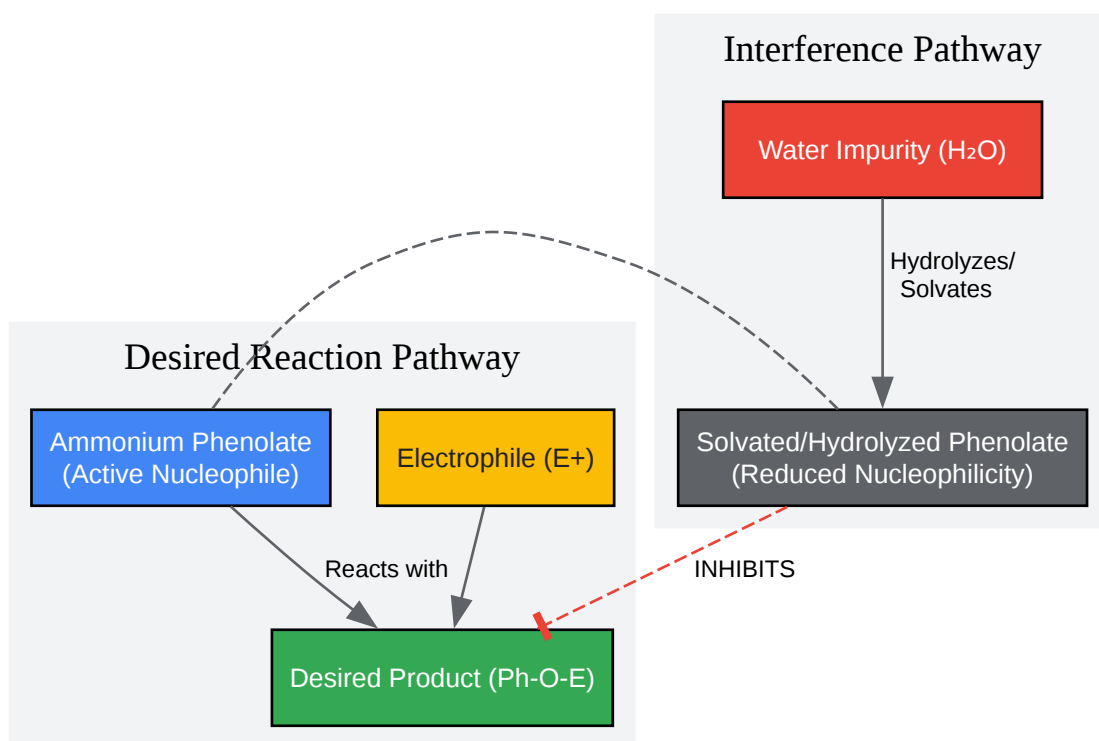 Interference Pathway
Water Impurity (H₂O)
Hydrolyzes/
Solvates
Desired Reaction Pathway
Ammonium Phenolate
(Active Nucleophile)
Electrophile (E+)
Solvated/Hydrolyzed Phenolate
(Reduced Nucleophilicity)
Reacts with
INHIBITS
Desired Product (Ph-O-E)